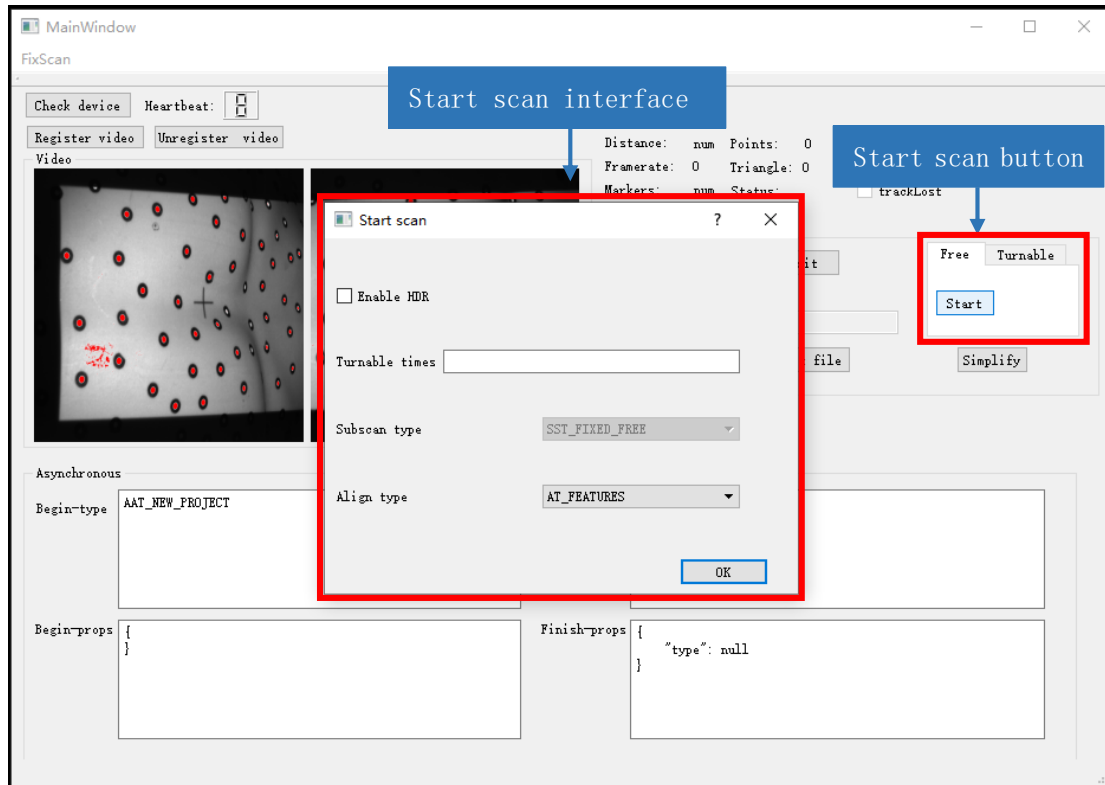 MainWindow
FixScan
Start scan interface
Check device Heartbeat: 0
Register video Unregister video
Video
Distance: num Points: 0
Framerate: 0 Triangle: 0
Markers: num Status: trackLost
Start scan button
Start scan ?
Enable HDR
Turnable times
Subscan type SST_FIXED_FREE
Align type AT_FEATURES
OK
it
file
Free Turnable
Start
Simplify
Asynchronous
Begin-type AAT_NEW_PROJECT
Begin-props {
}
Finish-props {
"type": null
}